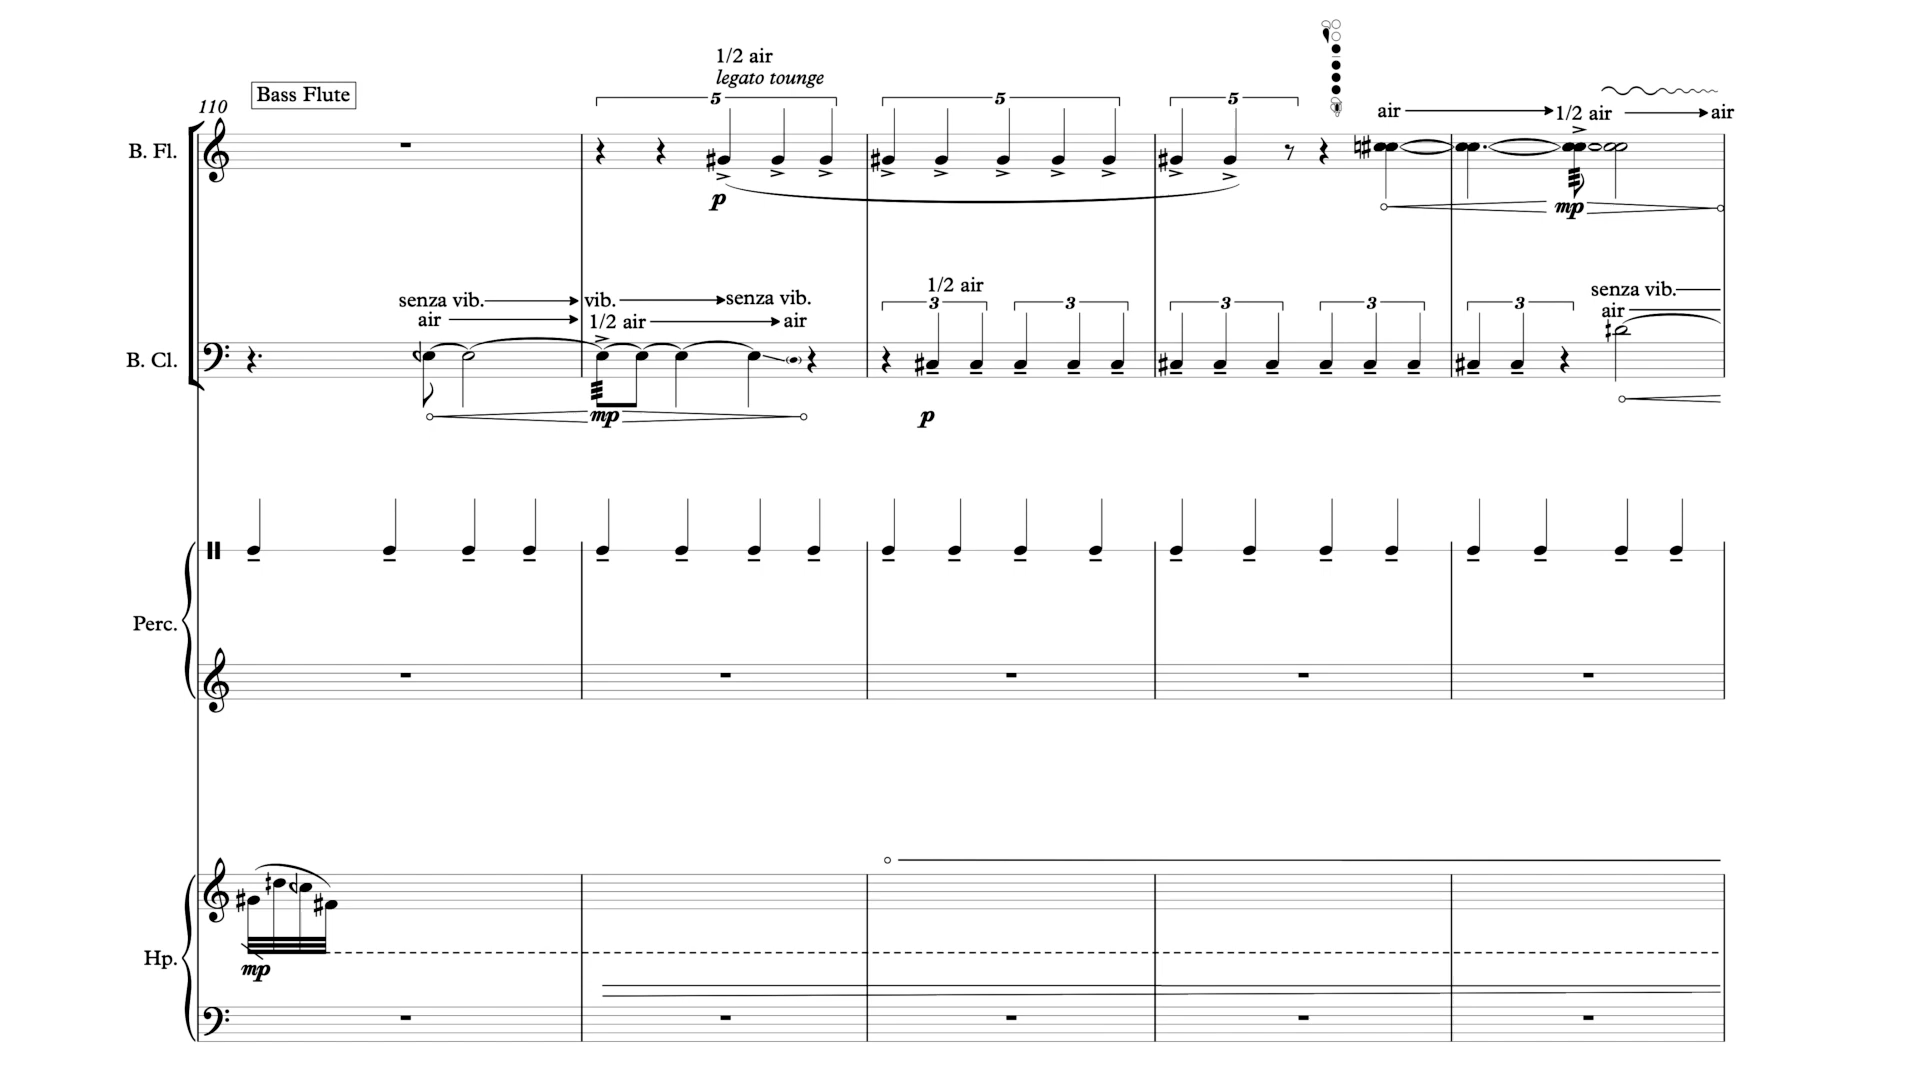 1/2 air
legato tounge
Bass Flute
110
5
5
5
air
1/2 air
air
B. Fl.
p
mp
senza vib.
vib.
senza vib.
1/2 air
senza vib.
air
1/2 air
air
air
3
3
3
3
3
B. Cl.
mp
p
Perc.
Hp.
mp